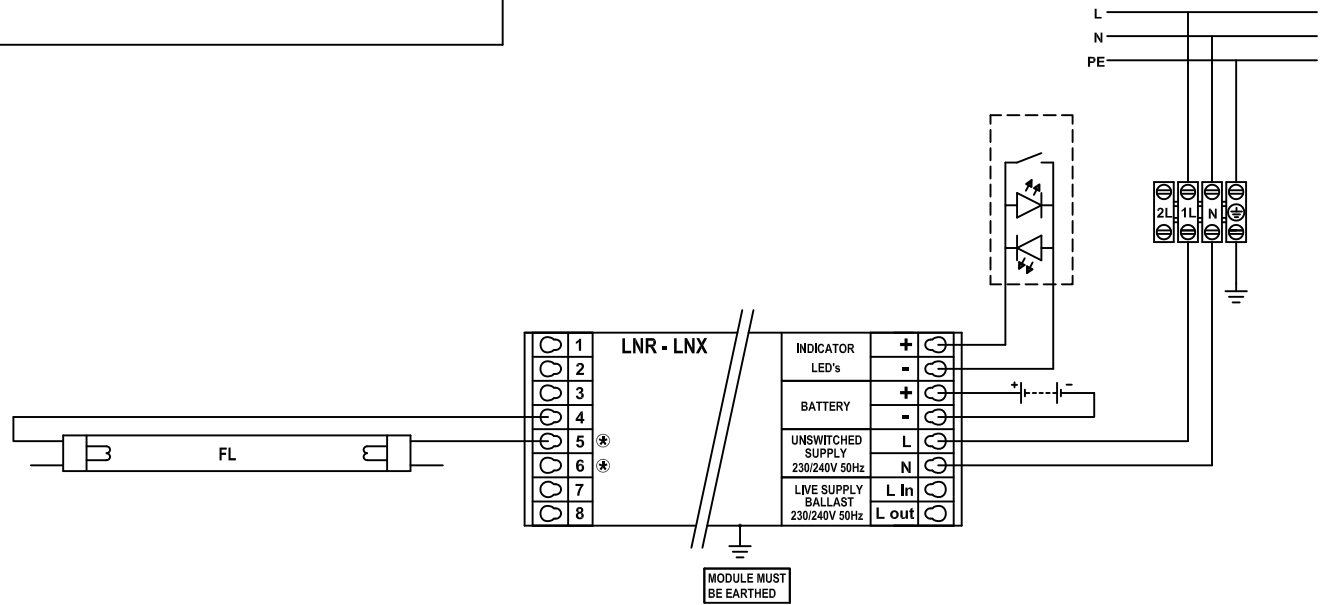 L
N
PE
2L 1L N
1 LNR - LNX INDICATOR +
2 LED's -
3 BATTERY +
4 -
5 UNSWITCHED SUPPLY 230/240V 50Hz L
6 N
7 LIVE SUPPLY BALLAST 230/240V 50Hz L In
8 L out
+ -
FL
MODULE MUST
BE EARTHED